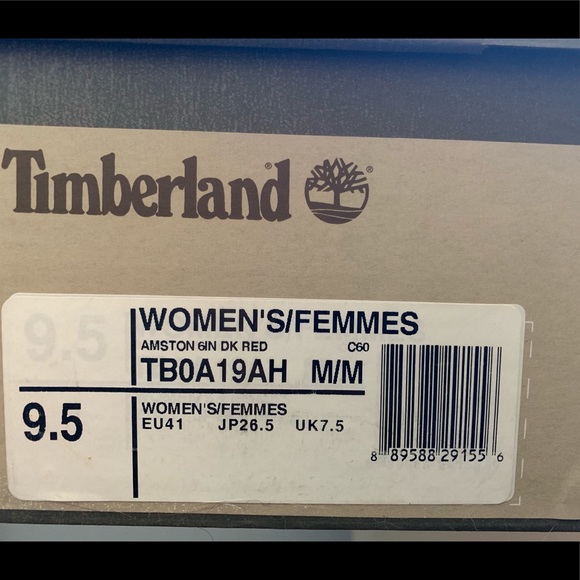 Timberland®
®
9.5
WOMEN'S/FEMMES
AMSTON 6IN DK RED C60
TB0A19AH M/M
9.5
WOMEN'S/FEMMES
EU41 JP26.5 UK7.5
8 89588 29155 6